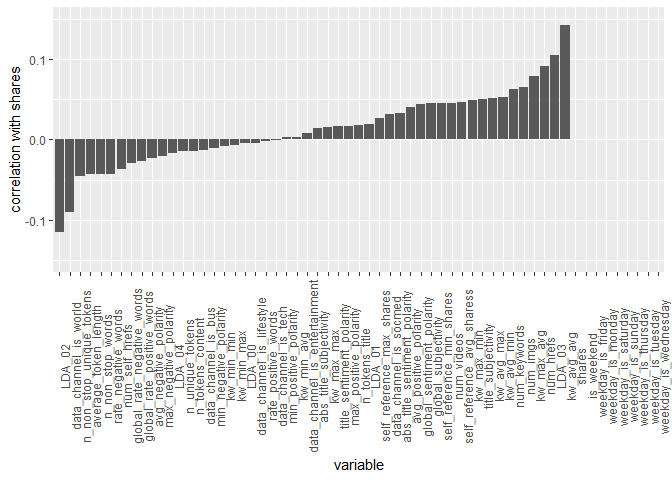 correlation with shares
0.1
0.0
-0.1
LDA_02
data_channel_is_world
n_non_stop_unique_tokens
average_token_length
n_non_stop_words
rate_negative_words
num_self_hrefs
global_rate_negative_words
global_rate_positive_words
avg_negative_polarity
max_negative_polarity
LDA_04
n_unique_tokens
n_tokens_content
data_channel_is_bus
min_negative_polarity
kw_min_min
kw_min_max
LDA_00
data_channel_is_lifestyle
rate_positive_words
data_channel_is_tech
min_positive_polarity
kw_min_avg
data_channel_is_entertainment
abs_title_subjectivity
kw_max_max
title_sentiment_polarity
max_positive_polarity
n_tokens_title
LDA_01
self_reference_max_shares
data_channel_is_socmed
abs_title_sentiment_polarity
avg_positive_polarity
global_sentiment_polarity
global_subjectivity
self_reference_min_shares
num_videos
self_reference_avg_sharess
kw_max_min
title_subjectivity
kw_avg_max
kw_avg_min
num_keywords
num_imgs
kw_max_avg
num_hrefs
LDA_03
kw_avg_avg
shares
is_weekend
weekday_is_friday
weekday_is_monday
weekday_is_saturday
weekday_is_sunday
weekday_is_thursday
weekday_is_tuesday
weekday_is_wednesday
variable